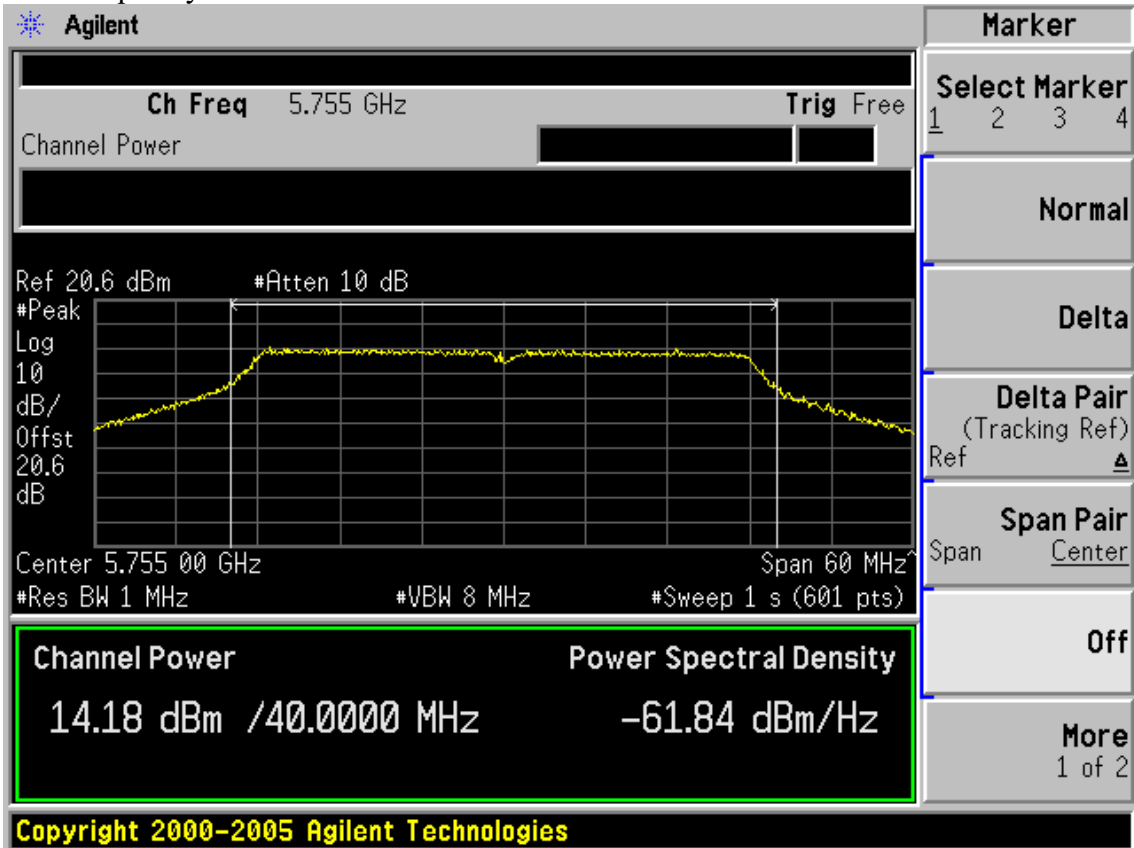 Agilent
Ch Freq 5.755 GHz Trig Free
Channel Power
Ref 20.6 dBm #Atten 10 dB
#Peak
Log
10
dB/
Offst
20.6
dB
Center 5.755 00 GHz Span 60 MHz^
#Res BW 1 MHz #VBW 8 MHz #Sweep 1 s (601 pts)
Channel Power Power Spectral Density
14.18 dBm /40.0000 MHz -61.84 dBm/Hz
Copyright 2000-2005 Agilent Technologies
Marker
Select Marker
1 2 3 4
Normal
Delta
Delta Pair
(Tracking Ref)
Ref Δ
Span Pair
Span Center
Off
More
1 of 2